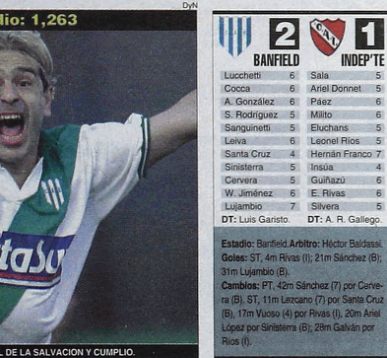 DyN
dio: 1,263
L DE LA SALVACION Y CUMPLIO.
2
BANFIELD
CAI
1
INDEP'TE
Lucchetti 6 Sala 5
Cocca 6 Ariel Donnet 5
A. González 6 Páez 6
S. Rodríguez 5 Milito 6
Sanguinetti 5 Eluchans 5
Leiva 6 Leonel Ríos 5
Santa Cruz 4 Hernán Franco 7
Sinisterra 5 Insúa 4
Cervera 5 Guiñazú 6
W. Jiménez 6 E. Rivas 6
Lujambio 7 Silvera 5
DT: Luis Garisto. DT: A. R. Gallego.
Estadio: Banfield. Arbitro: Héctor Baldassi.
Goles: ST, 4m Rivas (I); 21m Sánchez (B);
31m Lujambio (B).
Cambios: PT, 42m Sánchez (7) por Cerve-
ra (B). ST, 11m Lezcano (7) por Santa Cruz
(B), 17m Vuoso (4) por Rivas (I), 20m Ariel
López por Sinisterra (B); 28m Galván por
Ríos (I).